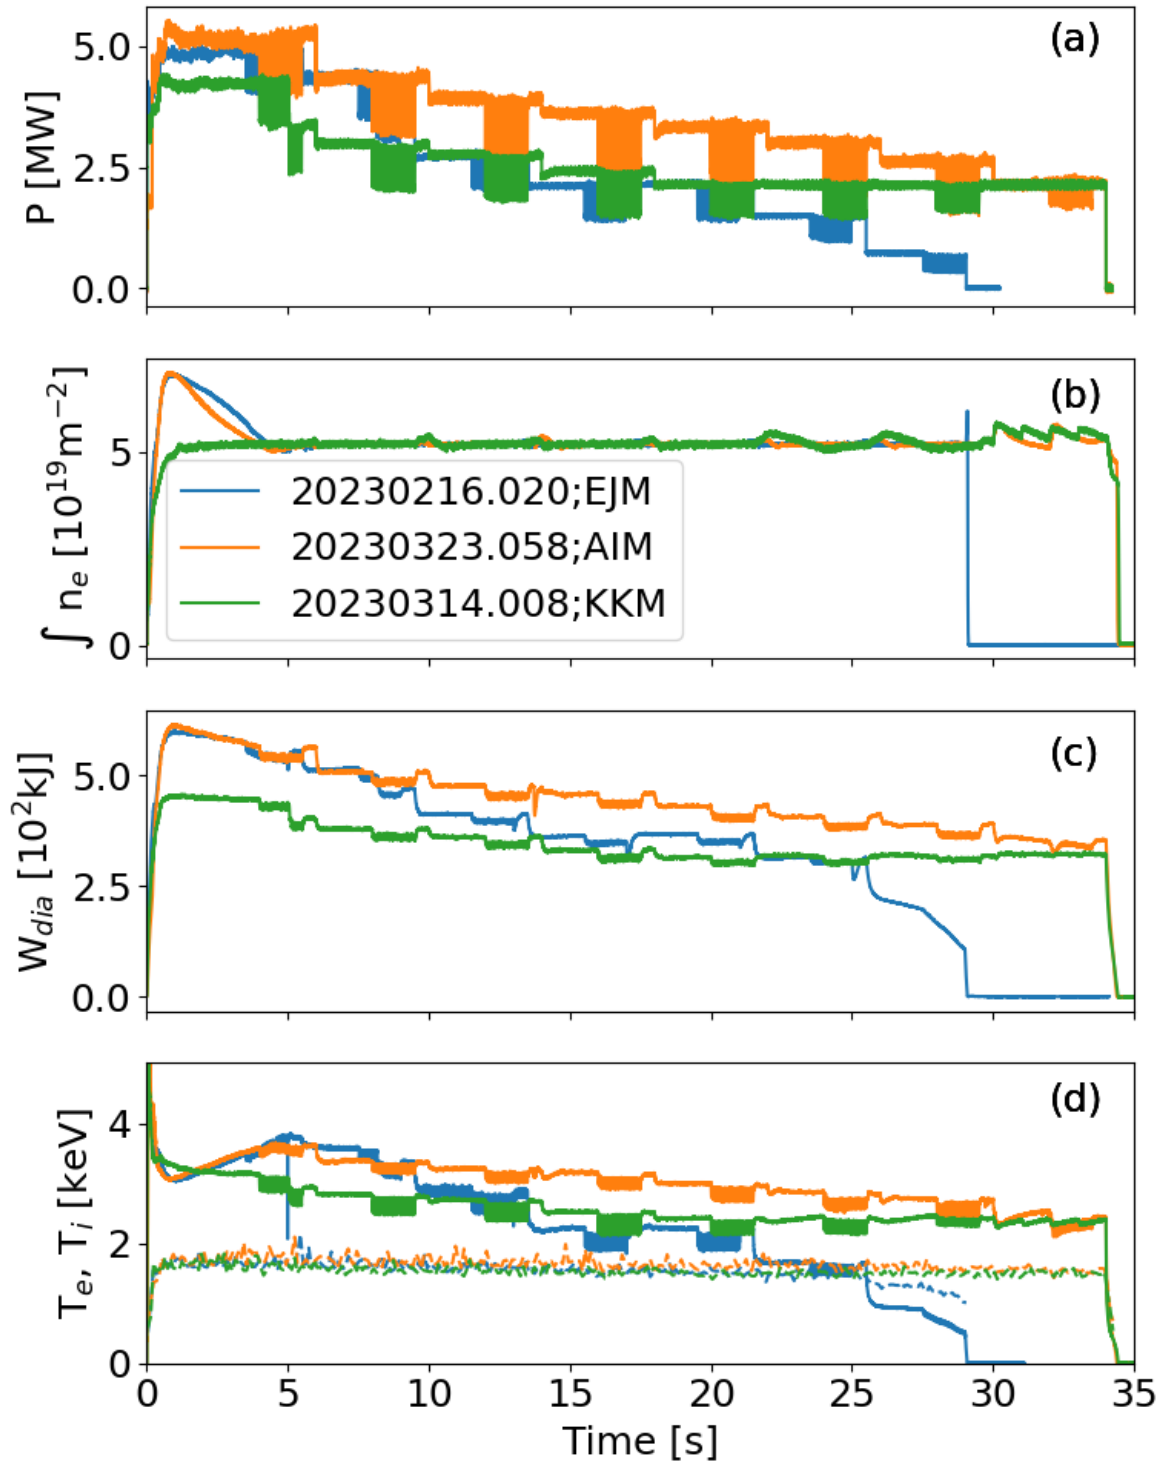 (a)
P [MW]
5.0
2.5
0.0
(b)
∫ n_e [10^19 m^−2]
5
0
20230216.020;EJM
20230323.058;AIM
20230314.008;KKM
(c)
W_dia [10^2 kJ]
5.0
2.5
0.0
(d)
T_e, T_i [keV]
4
2
0
0 5 10 15 20 25 30 35
Time [s]